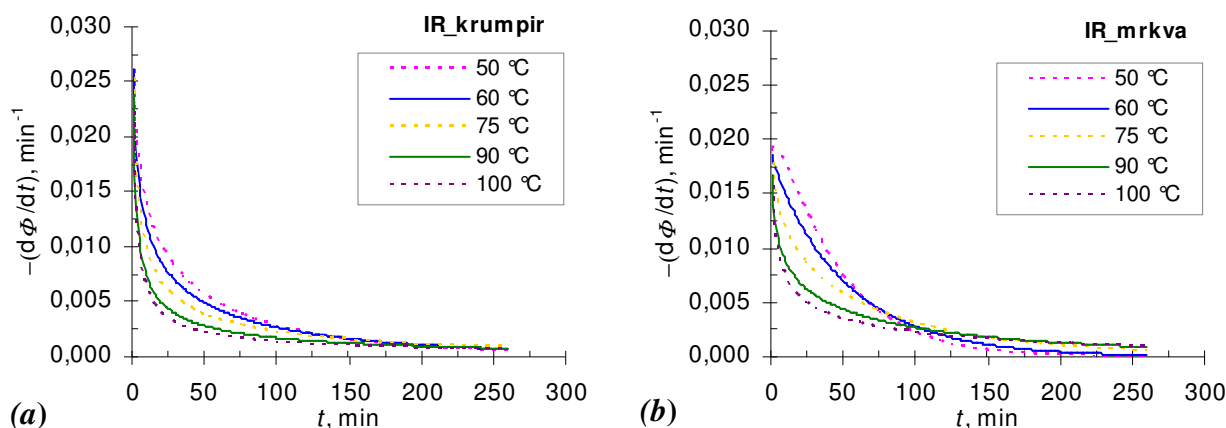 IR_krumpir
−(dΦ/dt), min⁻¹
0,030
0,025
0,020
0,015
0,010
0,005
0,000
50 °C
60 °C
75 °C
90 °C
100 °C
0 50 100 150 200 250 300
t, min
(a)
IR_mrkva
−(dΦ/dt), min⁻¹
0,030
0,025
0,020
0,015
0,010
0,005
0,000
50 °C
60 °C
75 °C
90 °C
100 °C
0 50 100 150 200 250 300
t, min
(b)